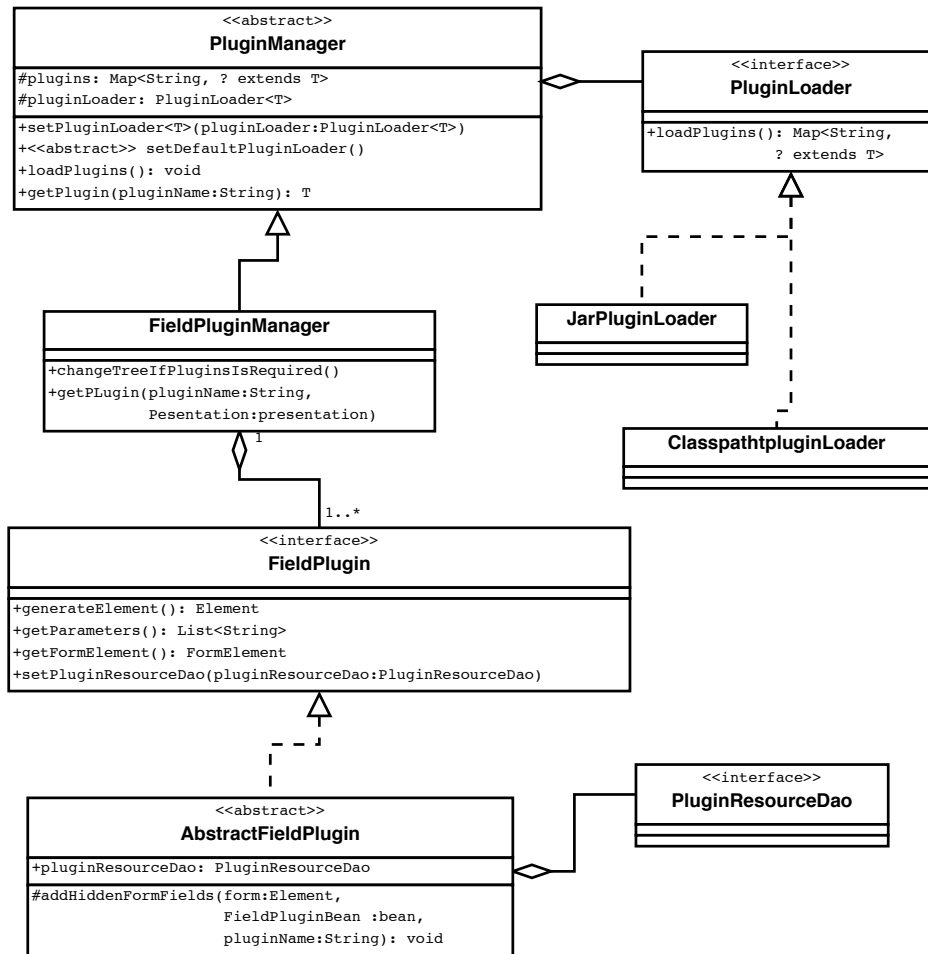 <<abstract>>
PluginManager
#plugins: Map<String, ? extends T>
#pluginLoader: PluginLoader<T>
+setPluginLoader<T>(pluginLoader:PluginLoader<T>)
+<<abstract>> setDefaultPluginLoader()
+loadPlugins(): void
+getPlugin(pluginName:String): T
<<interface>>
PluginLoader
+loadPlugins(): Map<String,
? extends T>
FieldPluginManager
+changeTreeIfPluginsIsRequired()
+getPLugin(pluginName:String,
Pesentation:presentation)
JarPluginLoader
ClasspathtpluginLoader
1
1..*
<<interface>>
FieldPlugin
+generateElement(): Element
+getParameters(): List<String>
+getFormElement(): FormElement
+setPluginResourceDao(pluginResourceDao:PluginResourceDao)
<<interface>>
PluginResourceDao
<<abstract>>
AbstractFieldPlugin
+pluginResourceDao: PluginResourceDao
#addHiddenFormFields(form:Element,
FieldPluginBean :bean,
pluginName:String): void